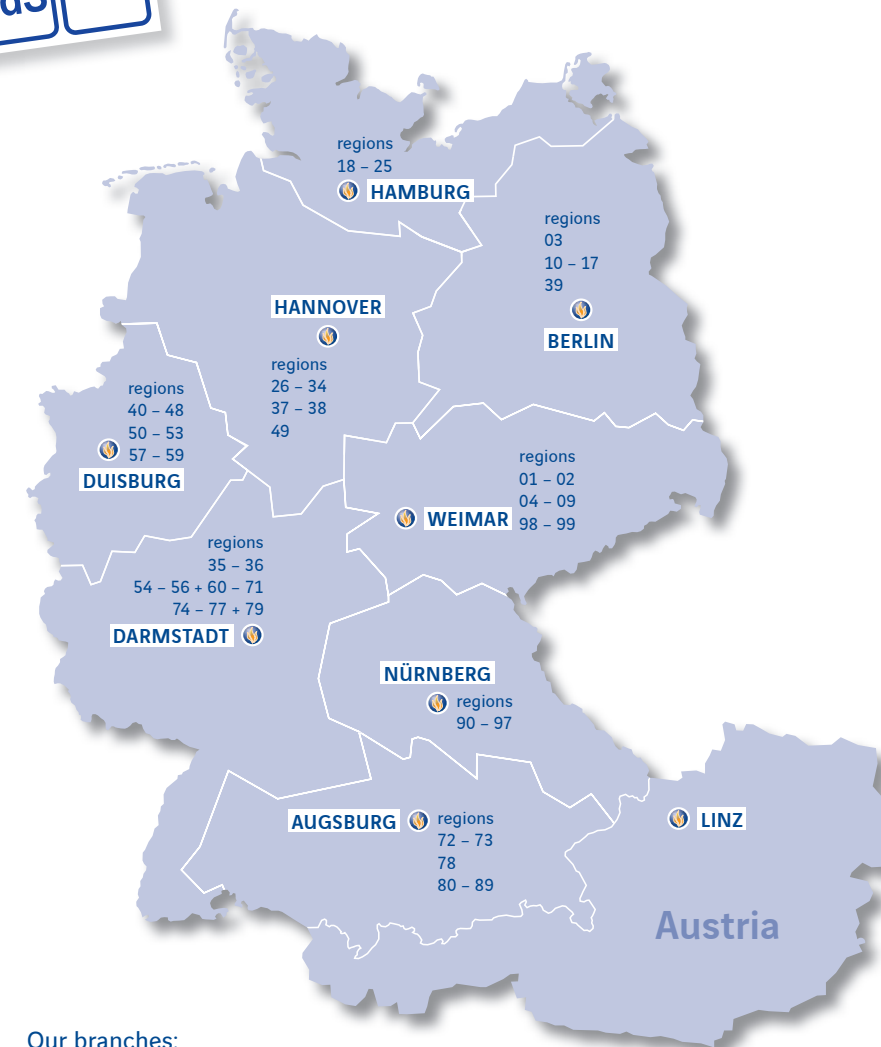 regions
18 – 25
HAMBURG
regions
03
10 – 17
39
BERLIN
HANNOVER
regions
26 – 34
37 – 38
49
regions
40 – 48
50 – 53
57 – 59
DUISBURG
regions
01 – 02
04 – 09
98 – 99
WEIMAR
regions
35 – 36
54 – 56 + 60 – 71
74 – 77 + 79
DARMSTADT
NÜRNBERG
regions
90 – 97
AUGSBURG
regions
72 – 73
78
80 – 89
LINZ
Austria
Our branches: